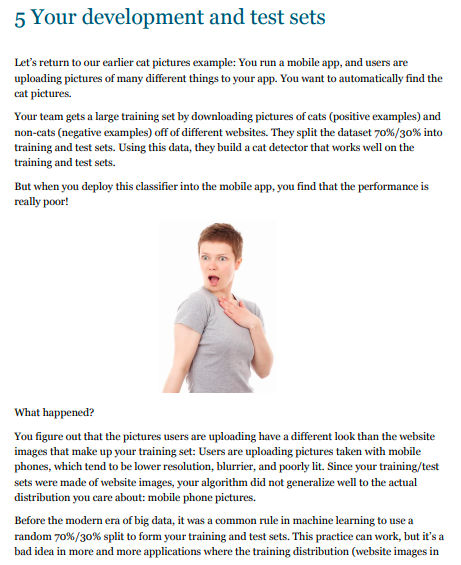 5 Your development and test sets
Let's return to our earlier cat pictures example: You run a mobile app, and users are
uploading pictures of many different things to your app. You want to automatically find the
cat pictures.
Your team gets a large training set by downloading pictures of cats (positive examples) and
non-cats (negative examples) off of different websites. They split the dataset 70%/30% into
training and test sets. Using this data, they build a cat detector that works well on the
training and test sets.
But when you deploy this classifier into the mobile app, you find that the performance is
really poor!
What happened?
You figure out that the pictures users are uploading have a different look than the website
images that make up your training set: Users are uploading pictures taken with mobile
phones, which tend to be lower resolution, blurrier, and poorly lit. Since your training/test
sets were made of website images, your algorithm did not generalize well to the actual
distribution you care about: mobile phone pictures.
Before the modern era of big data, it was a common rule in machine learning to use a
random 70%/30% split to form your training and test sets. This practice can work, but it's a
bad idea in more and more applications where the training distribution (website images in